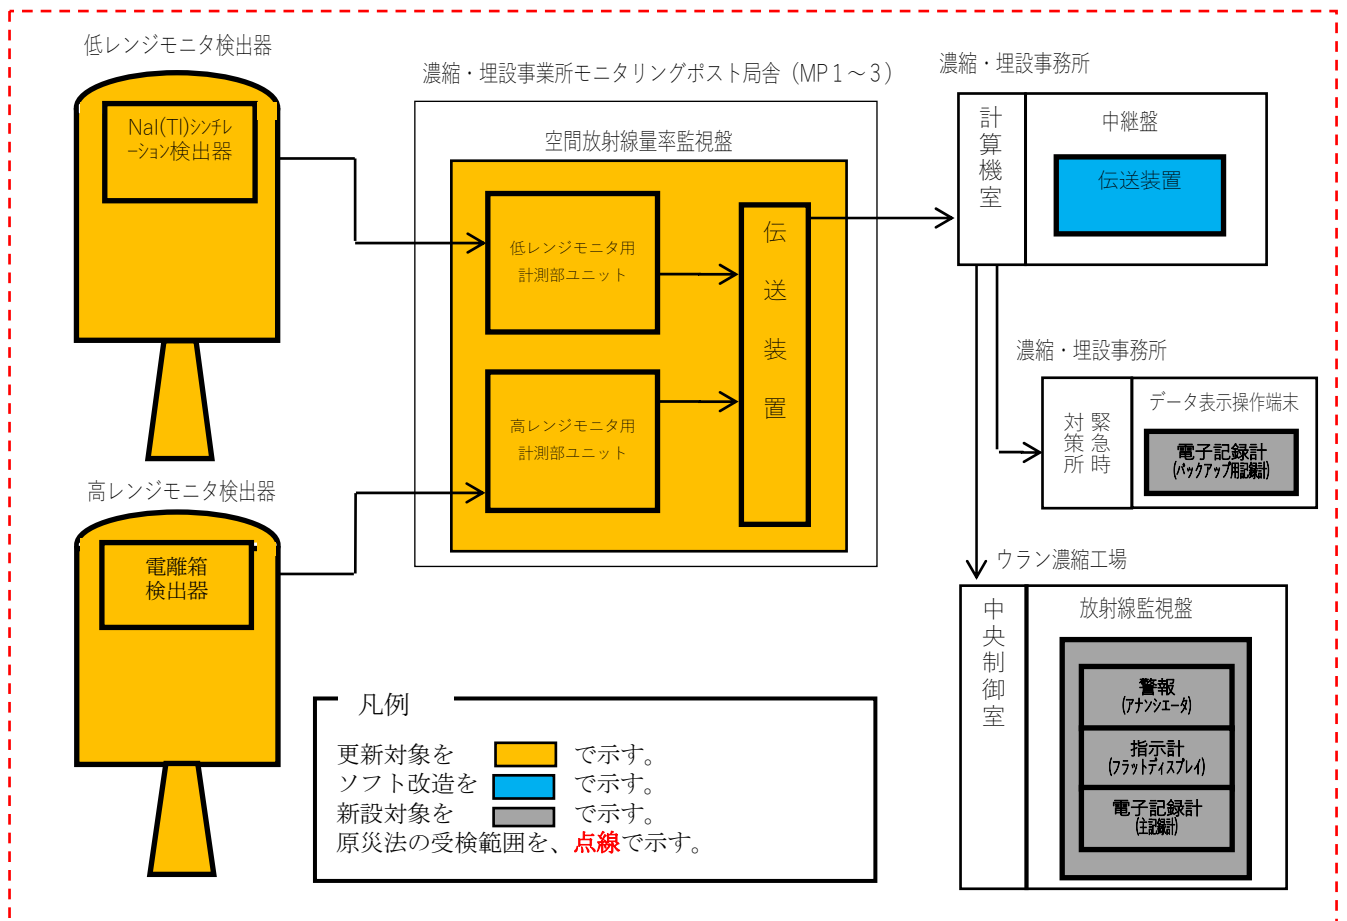 低レンジモニタ検出器
NaI(Tl)シンチレ
ーション検出器
濃縮・埋設事業所モニタリングポスト局舎（MP１～３）
空間放射線量率監視盤
低レンジモニタ用
計測部ユニット
高レンジモニタ用
計測部ユニット
伝送装置
高レンジモニタ検出器
電離箱
検出器
濃縮・埋設事務所
計算機室
中継盤
伝送装置
濃縮・埋設事務所
緊急時
対策所
データ表示操作端末
電子記録計
(バックアップ用記録計)
ウラン濃縮工場
中央制御室
放射線監視盤
警報
(アナンシエータ)
指示計
(フラットディスプレイ)
電子記録計
(主記録計)
凡例
更新対象を　　で示す。
ソフト改造を　　で示す。
新設対象を　　で示す。
原災法の受検範囲を、点線で示す。